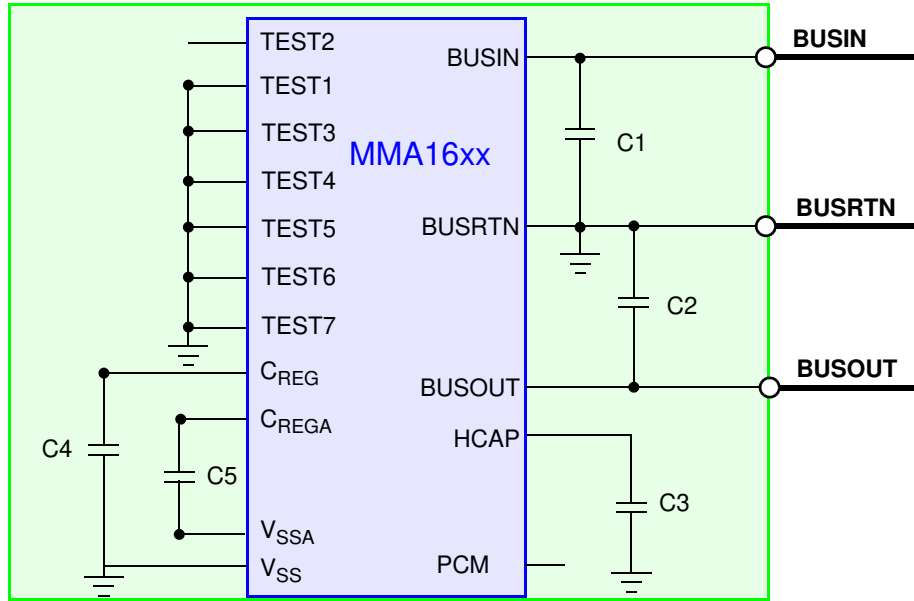 TEST2
TEST1
TEST3
TEST4
TEST5
TEST6
TEST7
CREG
CREGA
VSSA
VSS
C4
C5
MMA16xx
BUSIN
BUSRTN
BUSOUT
HCAP
PCM
C1
C2
C3
BUSIN
BUSRTN
BUSOUT